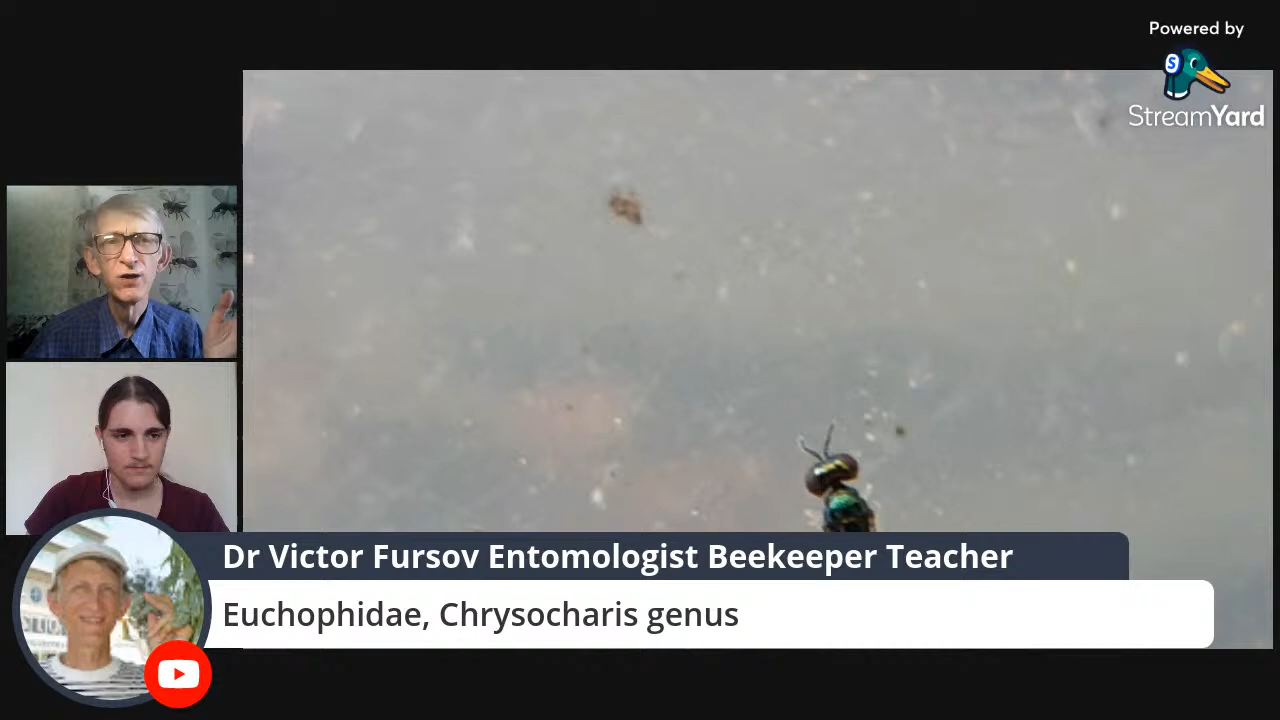 Powered by
StreamYard
Dr Victor Fursov Entomologist Beekeeper Teacher
Euchophidae, Chrysocharis genus